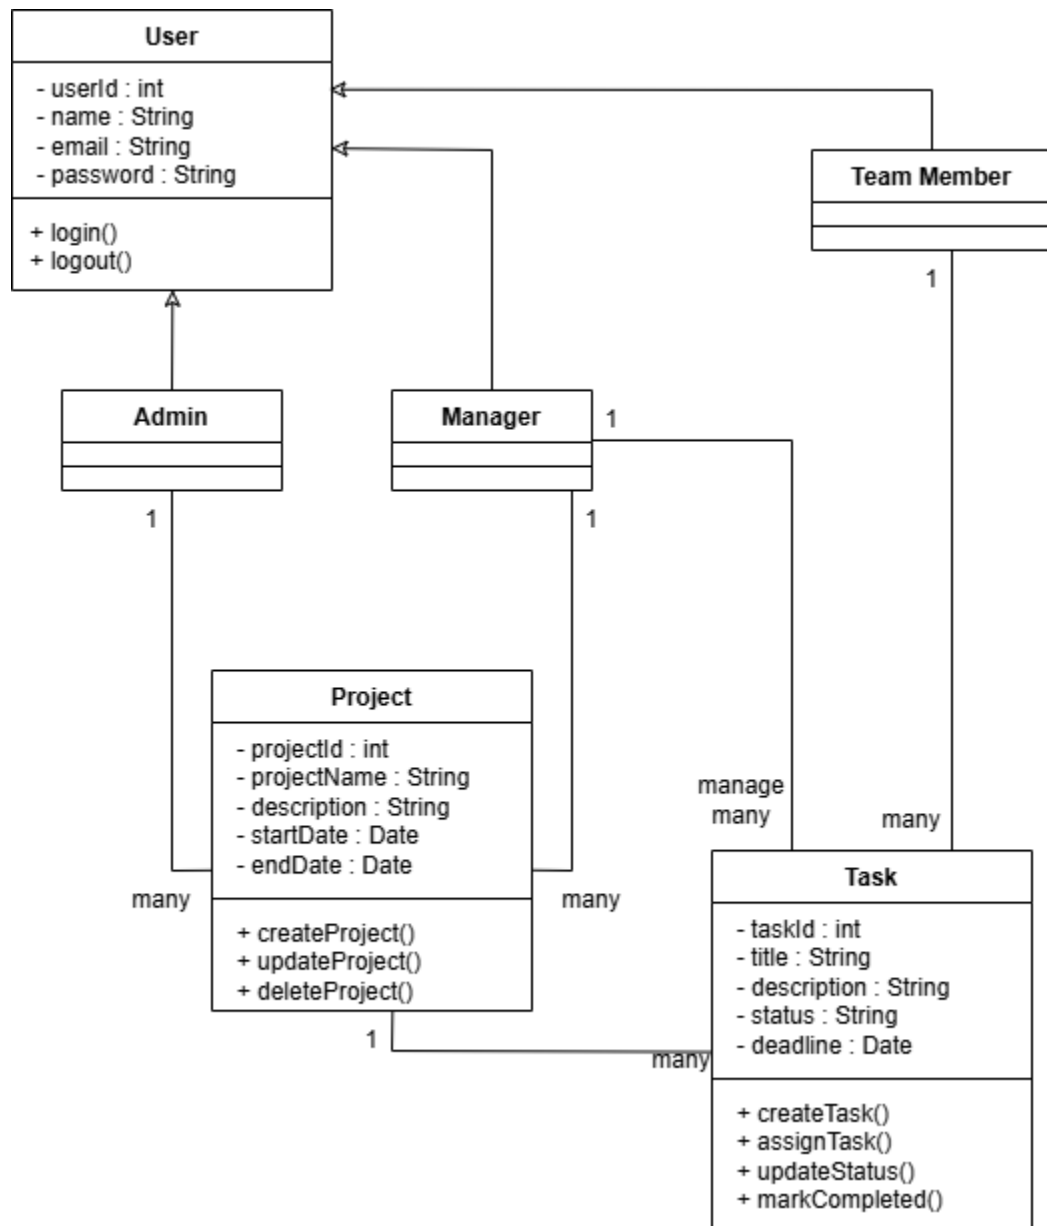 User
- userId : int
- name : String
- email : String
- password : String
+ login()
+ logout()
Team Member
1
Admin
Manager
1
1
1
Project
- projectId : int
- projectName : String
- description : String
- startDate : Date
- endDate : Date
+ createProject()
+ updateProject()
+ deleteProject()
many
many
manage
many
many
1
many
Task
- taskId : int
- title : String
- description : String
- status : String
- deadline : Date
+ createTask()
+ assignTask()
+ updateStatus()
+ markCompleted()